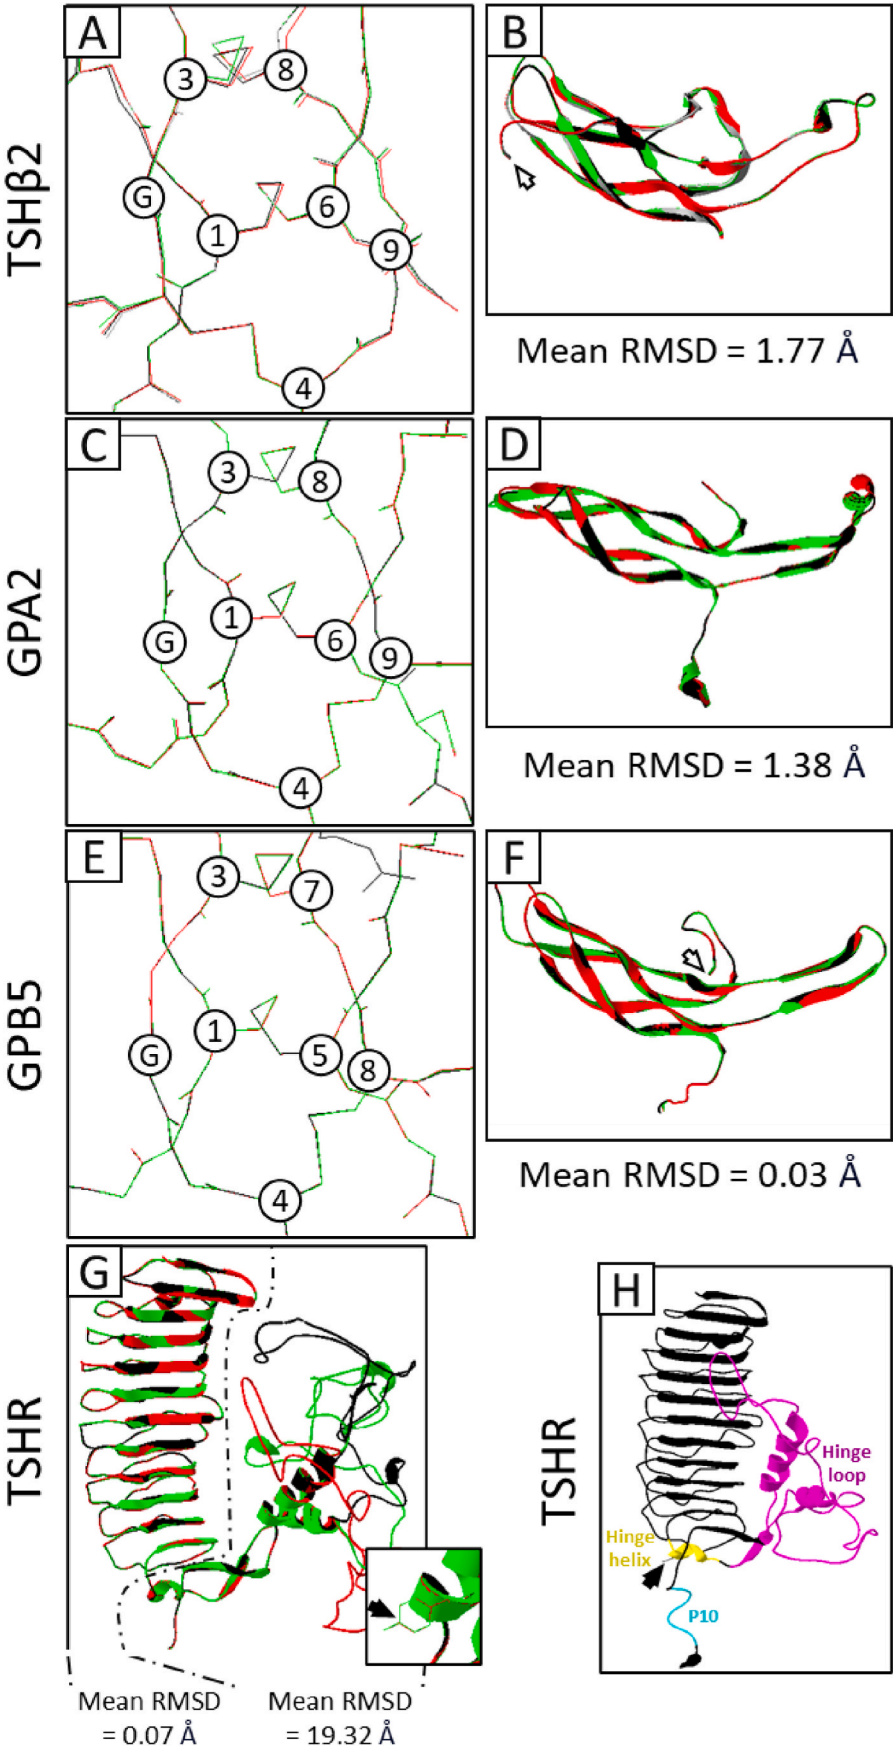 TSHβ2
A
3
8
G
1
6
9
4
B
Mean RMSD = 1.77 Å
GPA2
C
3
8
G
1
6
9
4
D
Mean RMSD = 1.38 Å
GPB5
E
3
7
G
1
5
8
4
F
Mean RMSD = 0.03 Å
TSHR
G
Mean RMSD
= 0.07 Å
Mean RMSD
= 19.32 Å
TSHR
H
Hinge
loop
Hinge
helix
P10